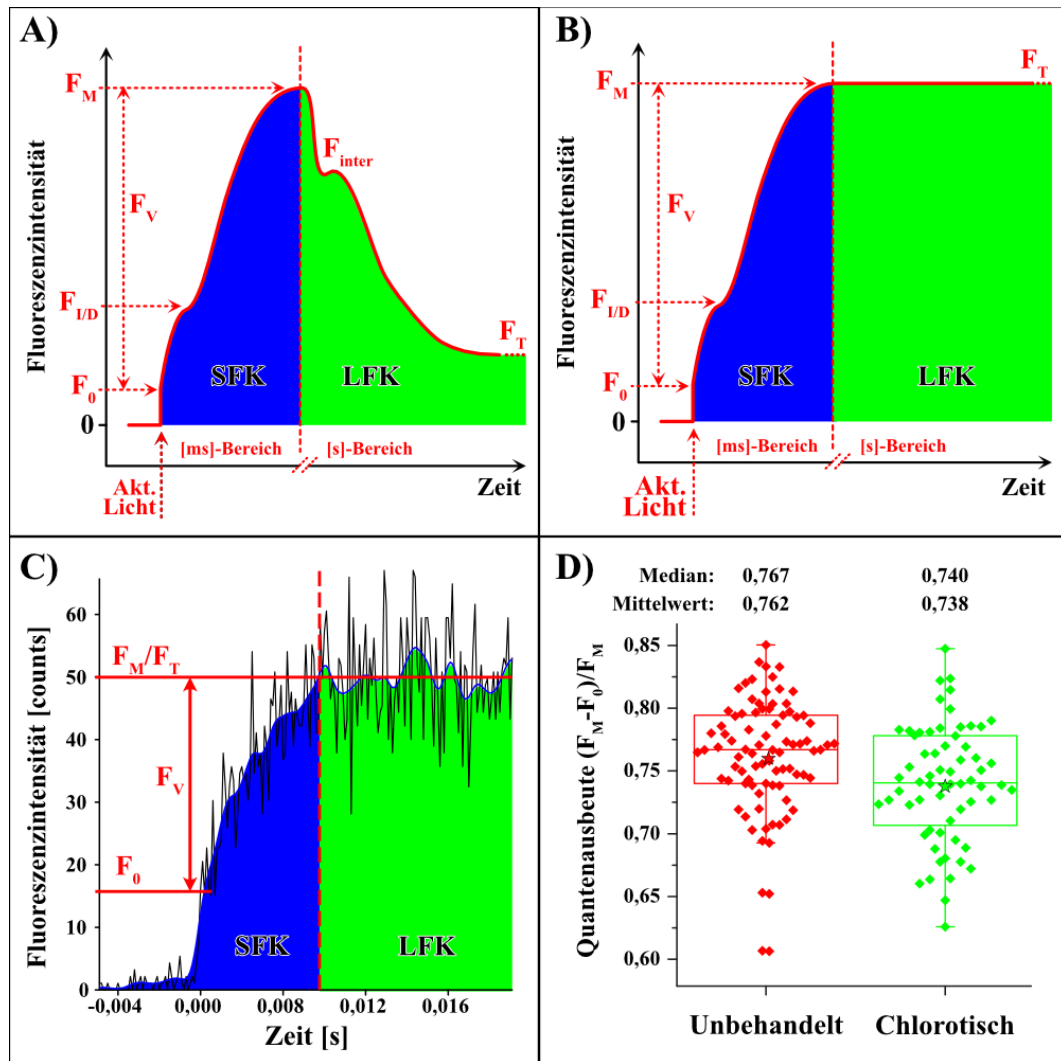 A)
Fluoreszenzintensität
F_M
F_V
F_I/D
F_0
0
F_inter
F_T
SFK
LFK
[ms]-Bereich
[s]-Bereich
Akt.
Licht
Zeit
B)
Fluoreszenzintensität
F_M
F_V
F_I/D
F_0
0
F_T
SFK
LFK
[ms]-Bereich
[s]-Bereich
Akt.
Licht
Zeit
C)
Fluoreszenzintensität [counts]
60
50
40
30
20
10
0
F_M/F_T
F_V
F_0
SFK
LFK
-0,004 0,000 0,008 0,012 0,016
Zeit [s]
D)
Median: 0,767 0,740
Mittelwert: 0,762 0,738
Quantenausbeute (F_M-F_0)/F_M
0,85
0,80
0,75
0,70
0,65
0,60
Unbehandelt Chlorotisch